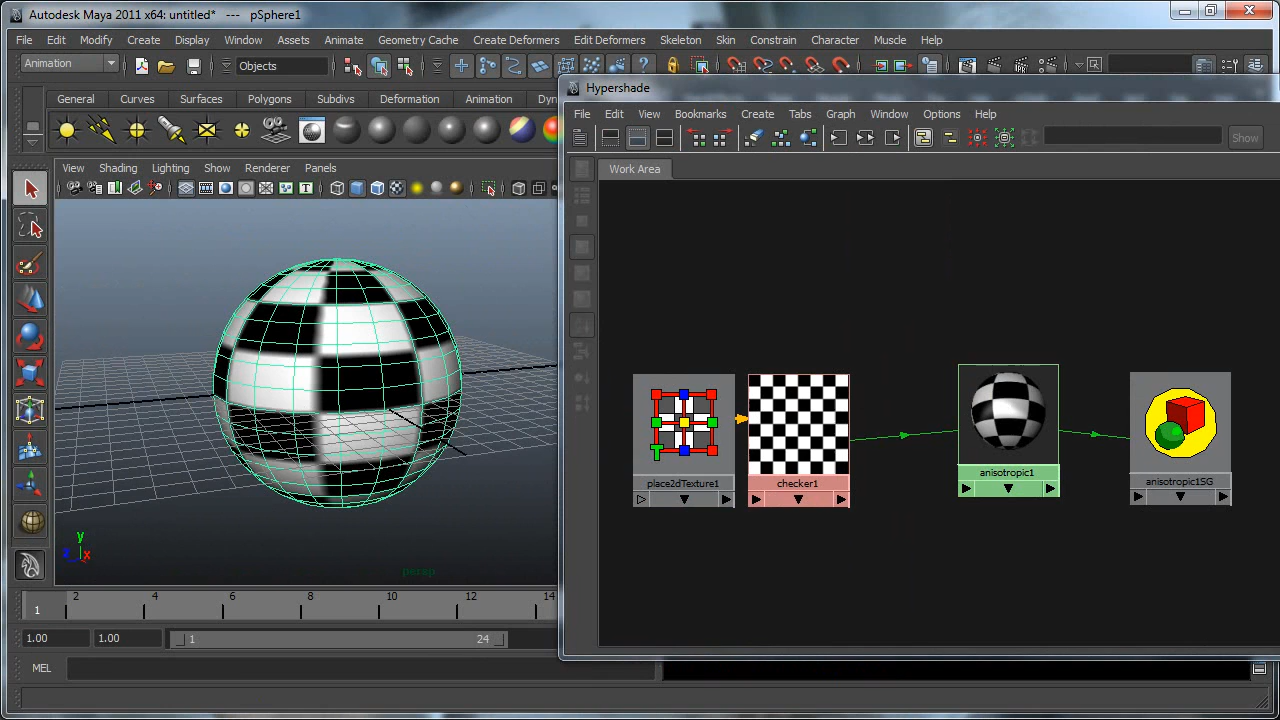 Autodesk Maya 2011 x64: untitled* --- pSphere1
File Edit Modify Create Display Window Assets Animate Geometry Cache Create Deformers Edit Deformers Skeleton Skin Constrain Character Muscle Help
Animation Objects
Hypershade
General Curves Surfaces Polygons Subdivs Deformation Animation Dyn
File Edit View Bookmarks Create Tabs Graph Window Options Help
Show
View Shading Lighting Show Renderer Panels
Work Area
place2dTexture1
checker1
anisotropic1
anisotropic1SG
y
z x
persp
1 2 4 6 8 10 12 14
1.00 1.00 1 24
MEL